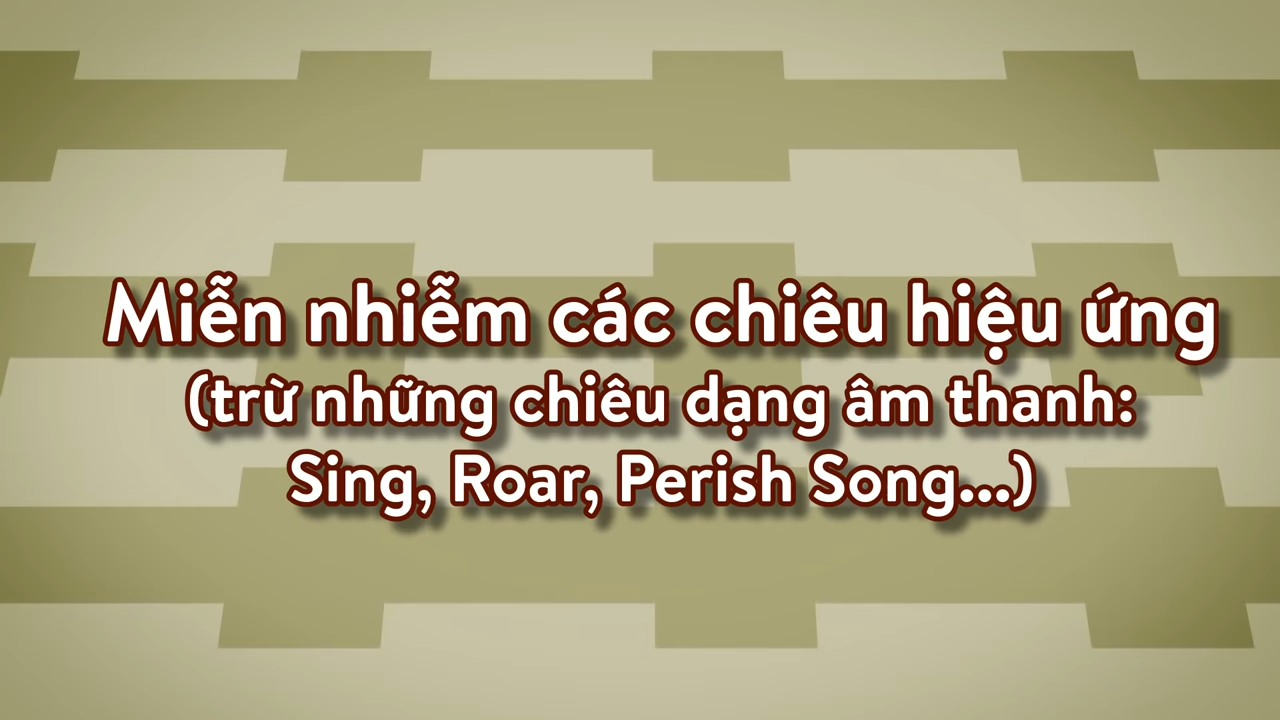 Miễn nhiễm các chiêu hiệu ứng
(trừ những chiêu dạng âm thanh:
Sing, Roar, Perish Song...)